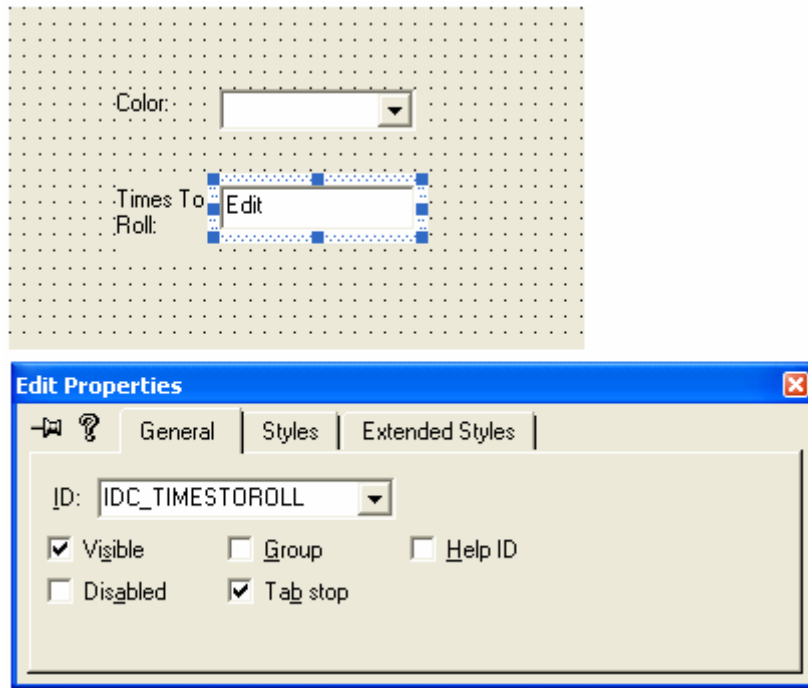 Color:
Times To
Roll:
Edit
Edit Properties
General
Styles
Extended Styles
ID:
IDC_TIMESTOROLL
Visible
Group
Help ID
Disabled
Tab stop